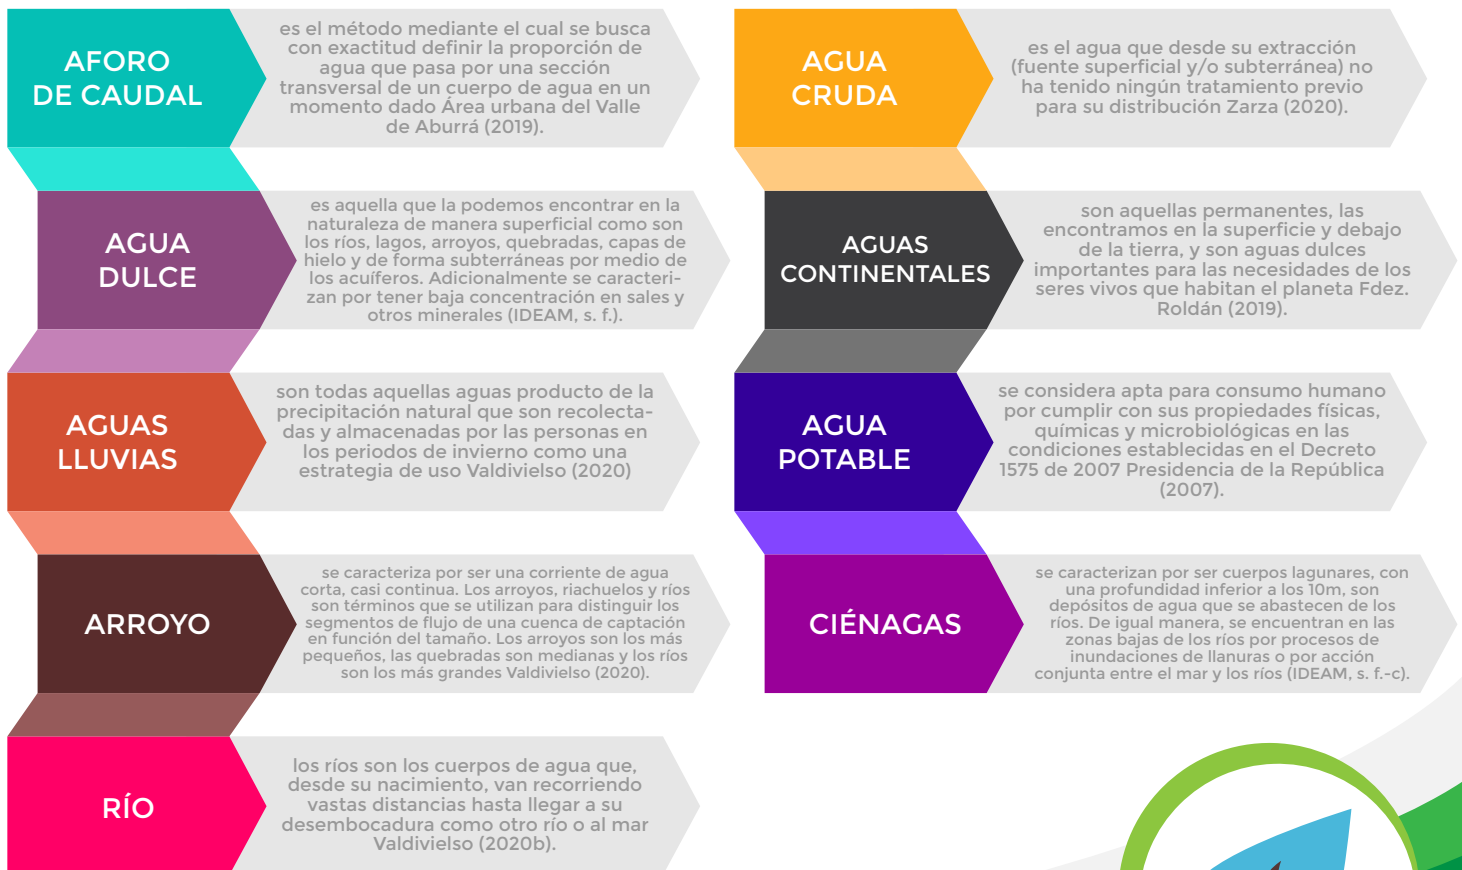 AFORO
DE CAUDAL
es el método mediante el cual se busca
con exactitud definir la proporción de
agua que pasa por una sección
transversal de un cuerpo de agua en un
momento dado Área urbana del Valle
de Aburrá (2019).
AGUA
DULCE
es aquella que la podemos encontrar en la
naturaleza de manera superficial como son
los ríos, lagos, arroyos, quebradas, capas de
hielo y de forma subterráneas por medio de
los acuíferos. Adicionalmente se caracteri-
zan por tener baja concentración en sales y
otros minerales (IDEAM, s. f.).
AGUAS
LLUVIAS
son todas aquellas aguas producto de la
precipitación natural que son recolecta-
das y almacenadas por las personas en
los periodos de invierno como una
estrategia de uso Valdivielso (2020)
ARROYO
se caracteriza por ser una corriente de agua
corta, casi continua. Los arroyos, riachuelos y ríos
son términos que se utilizan para distinguir los
segmentos de flujo de una cuenca de captación
en función del tamaño. Los arroyos son los más
pequeños, las quebradas son medianas y los ríos
son los más grandes Valdivielso (2020).
RÍO
los ríos son los cuerpos de agua que,
desde su nacimiento, van recorriendo
vastas distancias hasta llegar a su
desembocadura como otro río o al mar
Valdivielso (2020b).
AGUA
CRUDA
es el agua que desde su extracción
(fuente superficial y/o subterránea) no
ha tenido ningún tratamiento previo
para su distribución Zarza (2020).
AGUAS
CONTINENTALES
son aquellas permanentes, las
encontramos en la superficie y debajo
de la tierra, y son aguas dulces
importantes para las necesidades de los
seres vivos que habitan el planeta Fdez.
Roldán (2019).
AGUA
POTABLE
se considera apta para consumo humano
por cumplir con sus propiedades físicas,
químicas y microbiológicas en las
condiciones establecidas en el Decreto
1575 de 2007 Presidencia de la República
(2007).
CIÉNAGAS
se caracterizan por ser cuerpos lagunares, con
una profundidad inferior a los 10m, son
depósitos de agua que se abastecen de los
ríos. De igual manera, se encuentran en las
zonas bajas de los ríos por procesos de
inundaciones de llanuras o por acción
conjunta entre el mar y los ríos (IDEAM, s. f.-c).